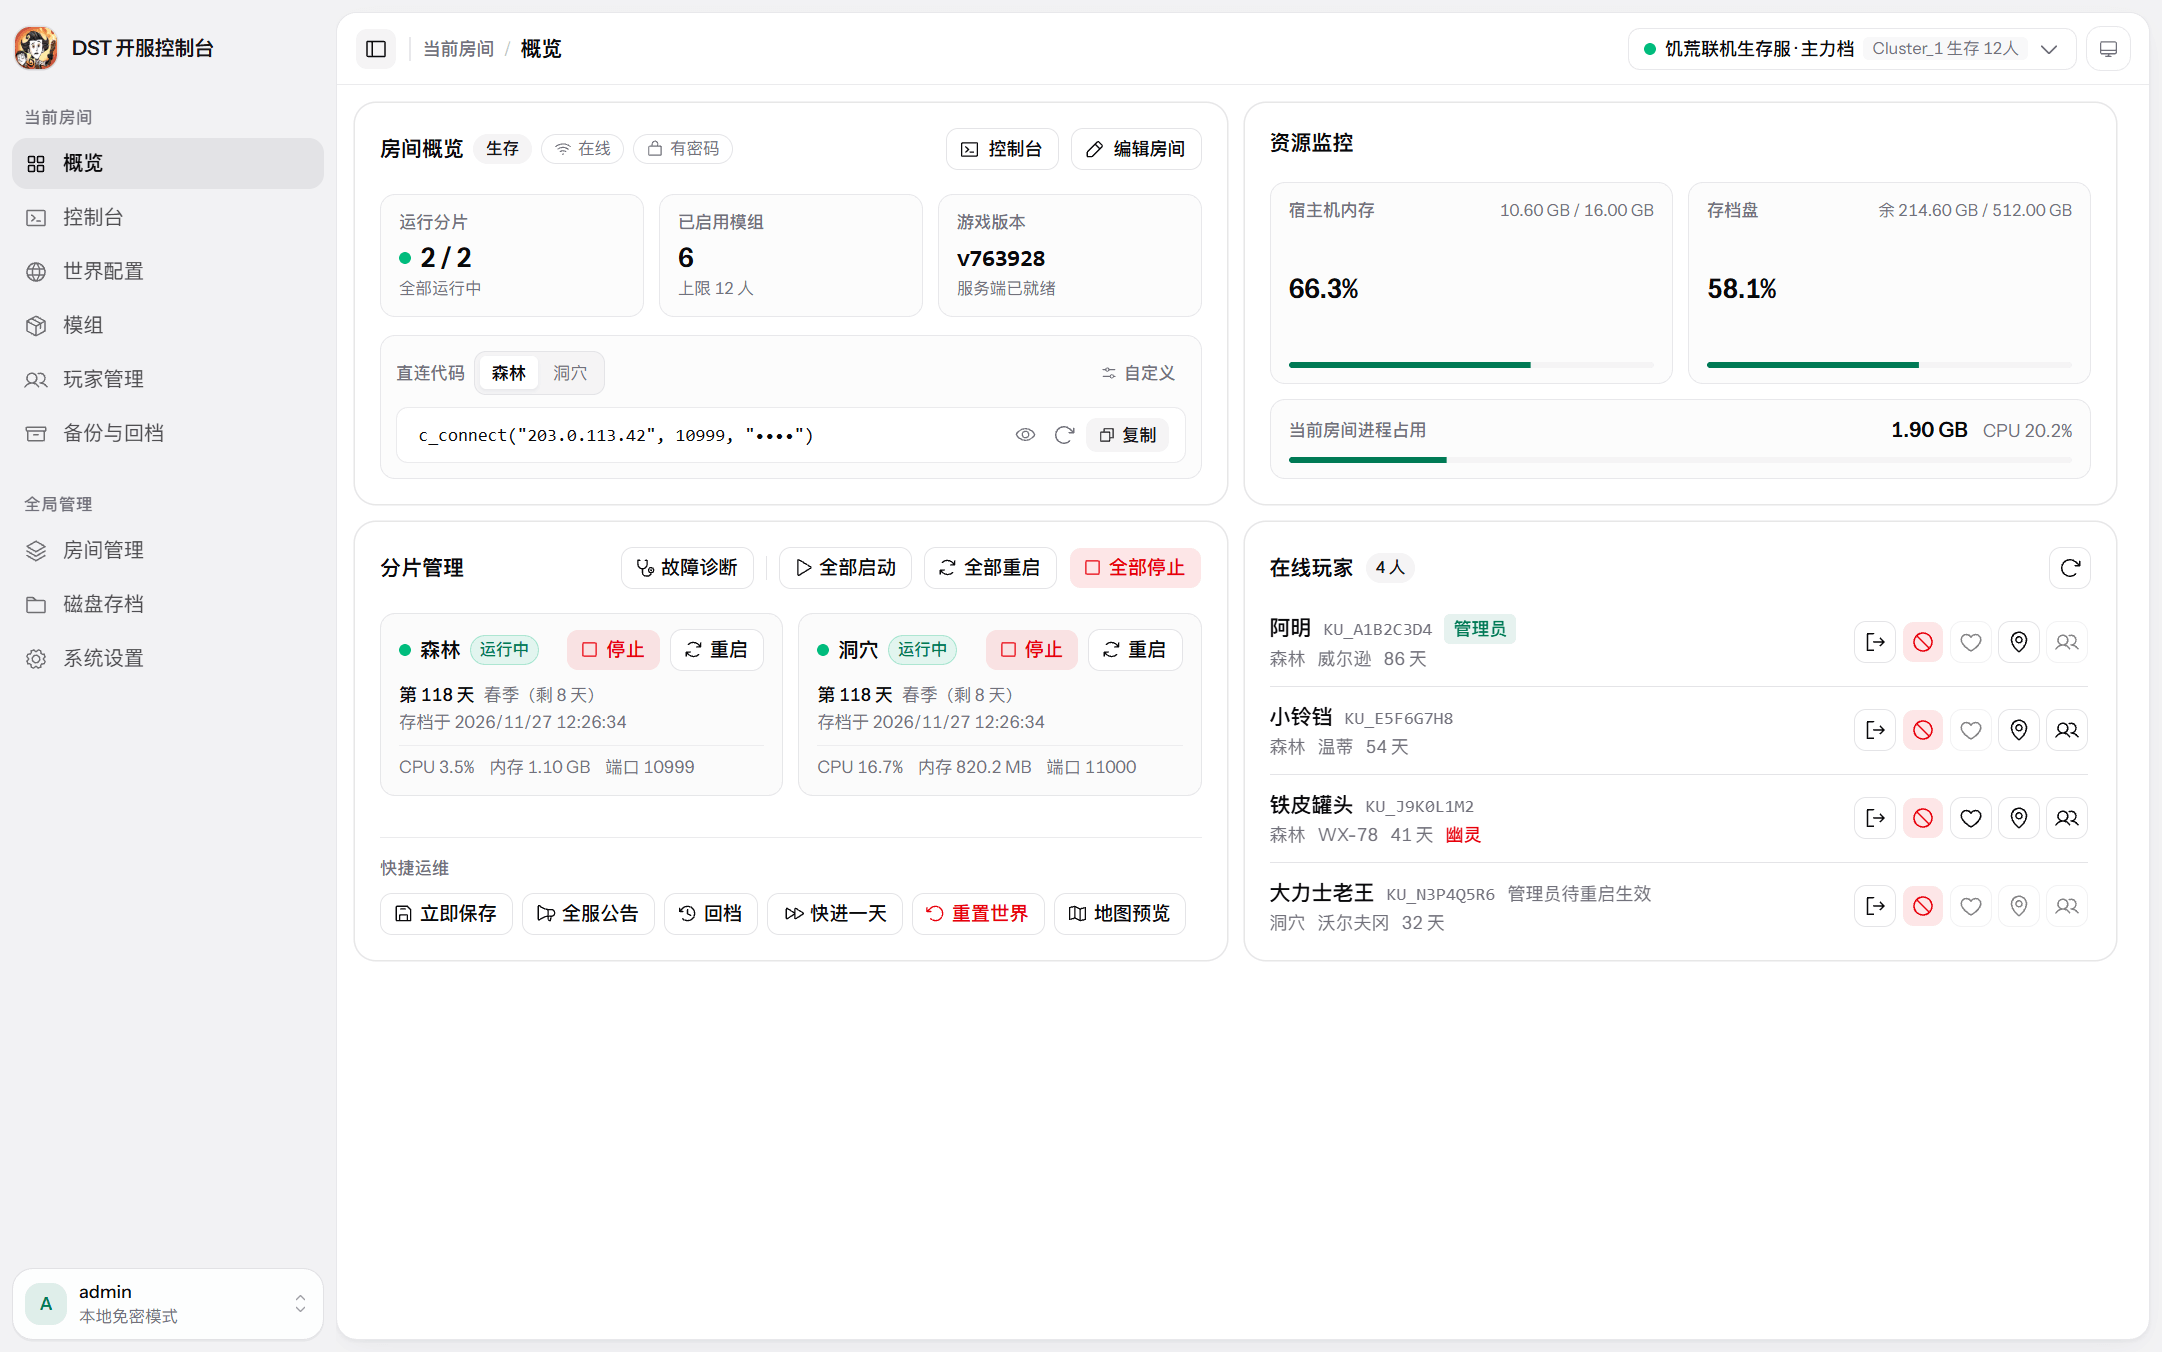 DST 开服控制台
当前房间
概览
控制台
世界配置
模组
玩家管理
备份与回档
全局管理
房间管理
磁盘存档
系统设置
A
admin
本地免密模式
当前房间 / 概览
饥荒联机生存服·主力档 Cluster_1 生存 12人
房间概览 生存 在线 有密码 控制台 编辑房间
运行分片
2 / 2
全部运行中
已启用模组
6
上限 12 人
游戏版本
v763928
服务端已就绪
直连代码 森林 洞穴 自定义
c_connect("203.0.113.42", 10999, "••••") 复制
资源监控
宿主机内存 10.60 GB / 16.00 GB
66.3%
存档盘 余 214.60 GB / 512.00 GB
58.1%
当前房间进程占用 1.90 GB CPU 20.2%
分片管理 故障诊断 全部启动 全部重启 全部停止
森林 运行中 停止 重启
第 118 天 春季（剩 8 天）
存档于 2026/11/27 12:26:34
CPU 3.5% 内存 1.10 GB 端口 10999
洞穴 运行中 停止 重启
第 118 天 春季（剩 8 天）
存档于 2026/11/27 12:26:34
CPU 16.7% 内存 820.2 MB 端口 11000
快捷运维
立即保存 全服公告 回档 快进一天 重置世界 地图预览
在线玩家 4 人
阿明 KU_A1B2C3D4 管理员
森林 威尔逊 86 天
小铃铛 KU_E5F6G7H8
森林 温蒂 54 天
铁皮罐头 KU_J9K0L1M2
森林 WX-78 41 天 幽灵
大力士老王 KU_N3P4Q5R6 管理员待重启生效
洞穴 沃尔夫冈 32 天